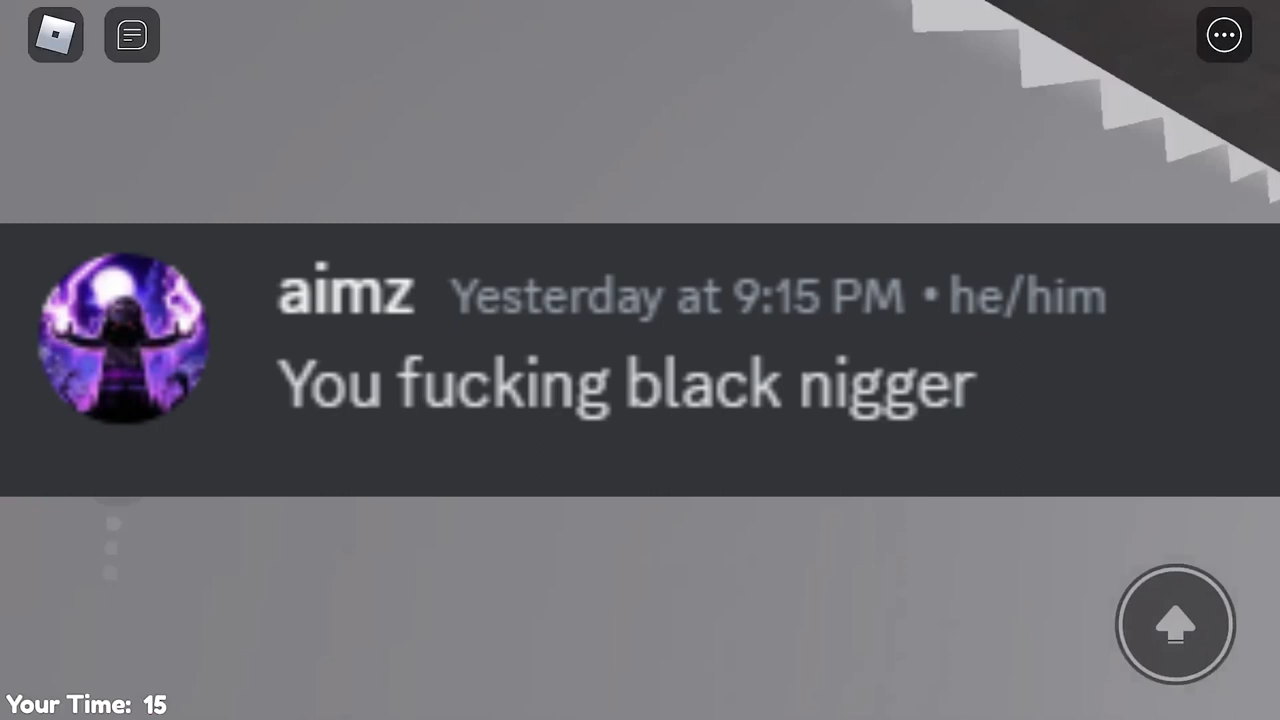 aimz Yesterday at 9:15 PM • he/him
You fucking black nigger
Your Time: 15